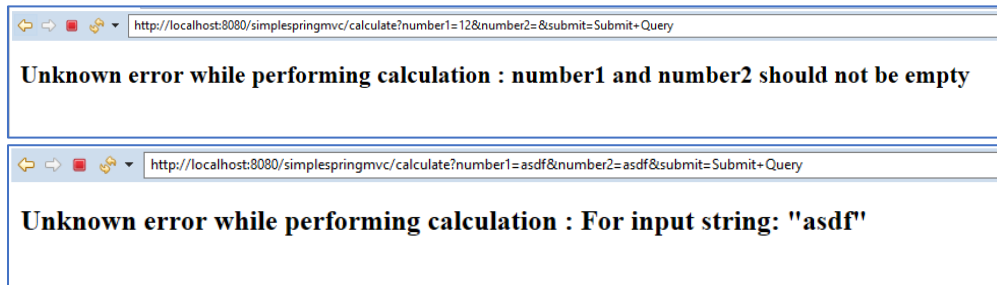 http://localhost:8080/simplespringmvc/calculate?number1=12&number2=&submit=Submit+Query
Unknown error while performing calculation : number1 and number2 should not be empty
http://localhost:8080/simplespringmvc/calculate?number1=asdf&number2=asdf&submit=Submit+Query
Unknown error while performing calculation : For input string: "asdf"